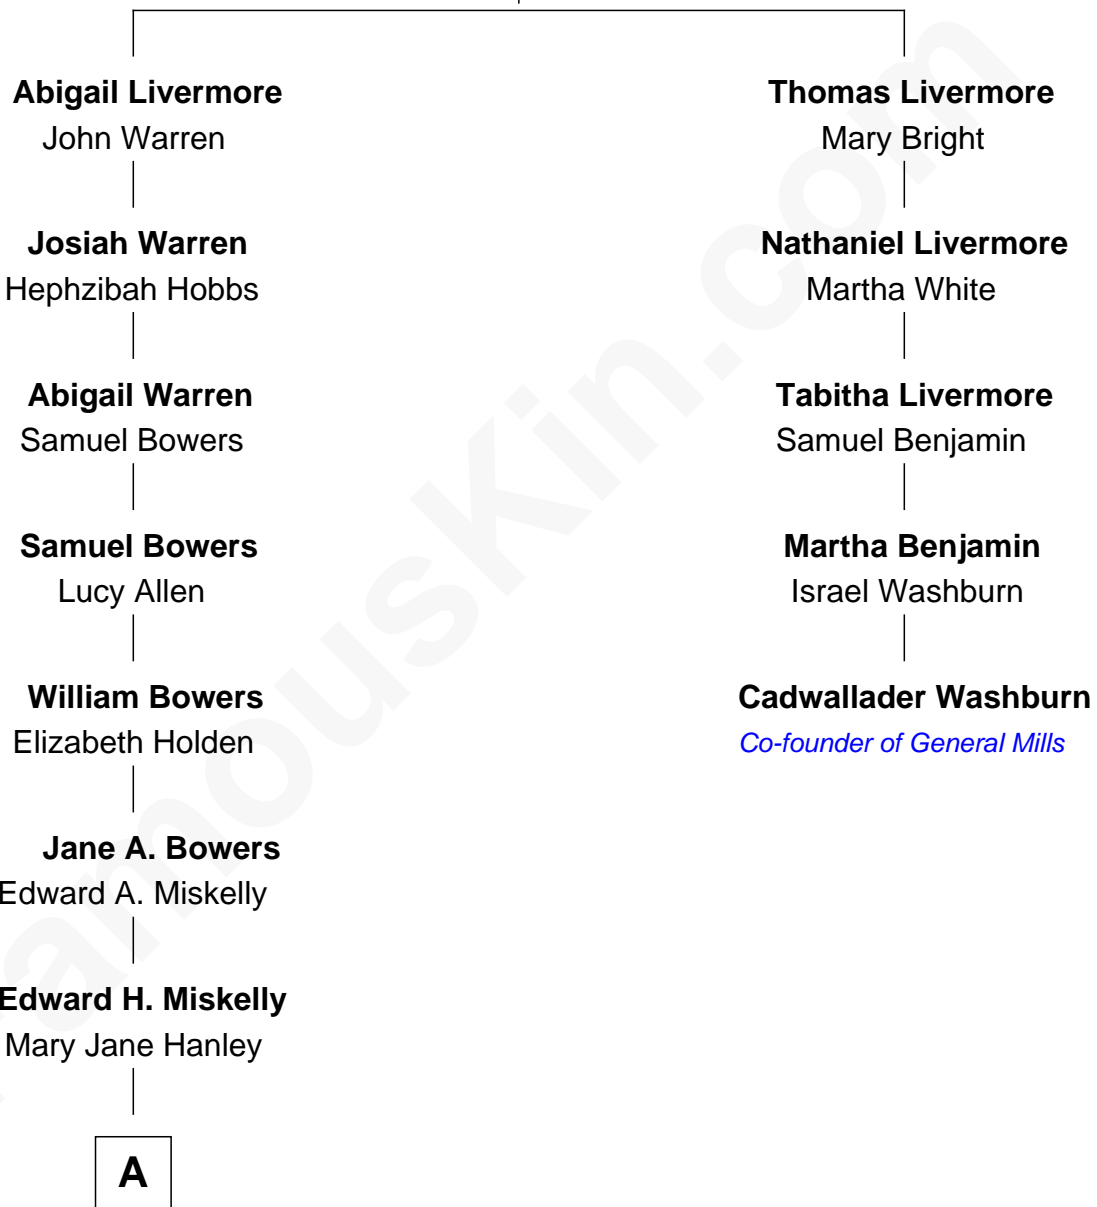 Abigail Livermore
John Warren
Thomas Livermore
Mary Bright
Josiah Warren
Hephzibah Hobbs
Nathaniel Livermore
Martha White
Abigail Warren
Samuel Bowers
Tabitha Livermore
Samuel Benjamin
Samuel Bowers
Lucy Allen
Martha Benjamin
Israel Washburn
William Bowers
Elizabeth Holden
Cadwallader Washburn
Co-founder of General Mills
Jane A. Bowers
Edward A. Miskelly
Edward H. Miskelly
Mary Jane Hanley
A
FamousKin.com